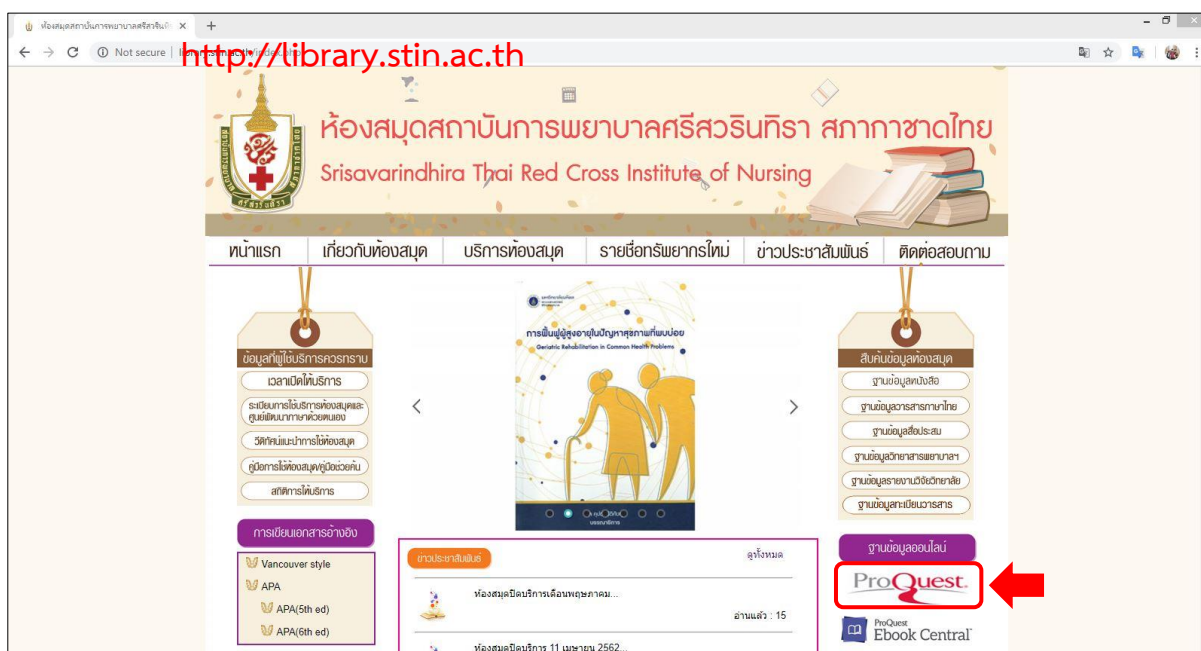 ห้องสมุดสถาบันการพยาบาลศรีสวริน
Not secure
http://library.stin.ac.th
ห้องสมุดสถาบันการพยาบาลศรีสวรินทิรา สภากาชาดไทย
Srisavarindhira Thai Red Cross Institute of Nursing
หน้าแรก
เกี่ยวกับห้องสมุด
บริการห้องสมุด
รายชื่อทรัพยากรใหม่
ข่าวประชาสัมพันธ์
ติดต่อสอบถาม
ข้อมูลที่ผู้ใช้บริการควรทราบ
เวลาเปิดให้บริการ
ระเบียบการใช้บริการห้องสมุดและ
ศูนย์พัฒนาภาษาด้วยตนเอง
วีดิทัศน์แนะนำการใช้ห้องสมุด
คู่มือการใช้ห้องสมุด/คู่มือช่วยค้น
สถิติการให้บริการ
การเขียนเอกสารอ้างอิง
Vancouver style
APA
APA(5th ed)
APA(6th ed)
การฟื้นฟูผู้สูงอายุในปัญหาสุขภาพที่พบบ่อย
Geriatric Rehabilitation in Common Health Problems
บรรณาธิการ
ข่าวประชาสัมพันธ์
ดูทั้งหมด
ห้องสมุดปิดบริการเดือนพฤษภาคม...
อ่านแล้ว : 15
ห้องสมุดปิดบริการ 11 เมษายน 2562...
สืบค้นข้อมูลห้องสมุด
ฐานข้อมูลหนังสือ
ฐานข้อมูลวารสารภาษาไทย
ฐานข้อมูลสื่อประสม
ฐานข้อมูลวิทยาสารพยาบาลฯ
ฐานข้อมูลรายงานวิจัยวิทยาลัย
ฐานข้อมูลทะเบียนวารสาร
ฐานข้อมูลออนไลน์
ProQuest
ProQuest
Ebook Central